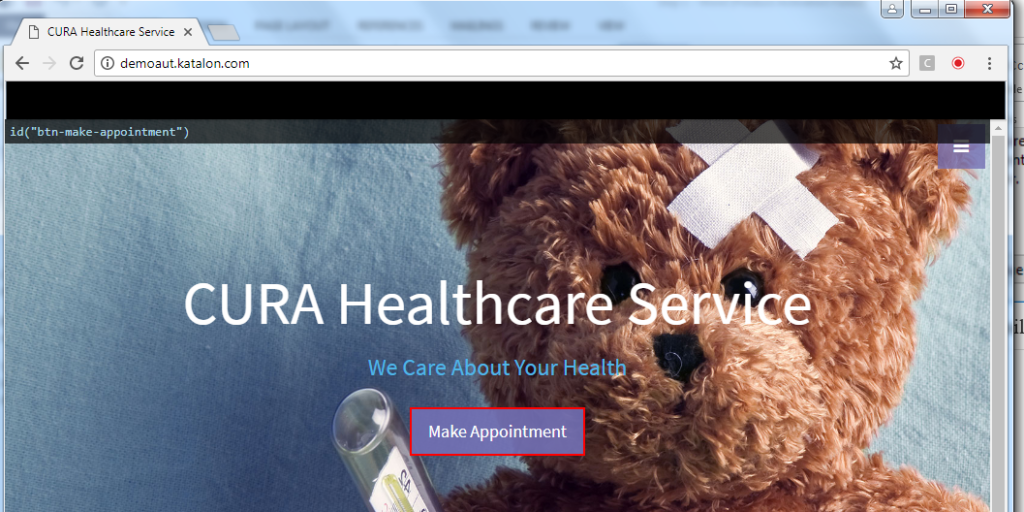 CURA Healthcare Service
demoaut.katalon.com
C
id("btn-make-appointment")
CURA Healthcare Service
We Care About Your Health
Make Appointment